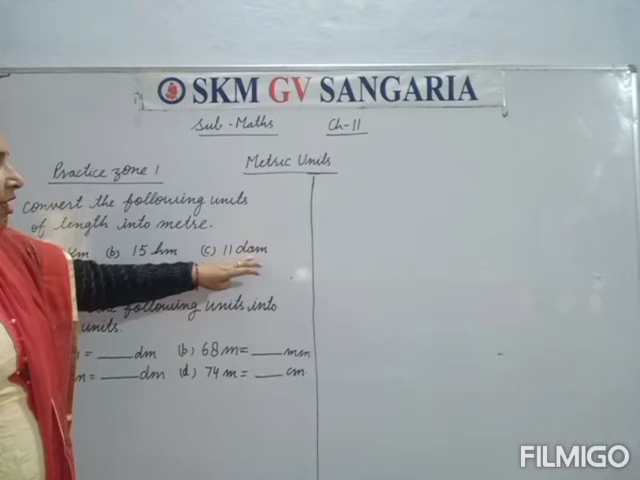 SKM GV SANGARIA
Sub - Maths Ch-11
Metric Units
Practice zone 1
Convert the following units
of length into metre.
(b) 15 hm (c) 11 dam
following units into
units.
= ____ dm (b) 68 m = ____ mm
= ____ dm (d) 74 m = ____ cm.
FILMIGO